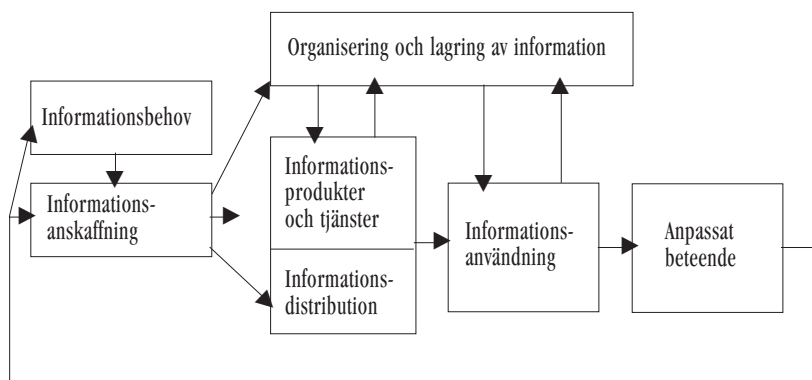 Organisering och lagring av information
Informationsbehov
Informations-
anskaffning
Informations-
produkter
och tjänster
Informations-
distribution
Informations-
användning
Anpassat
beteende